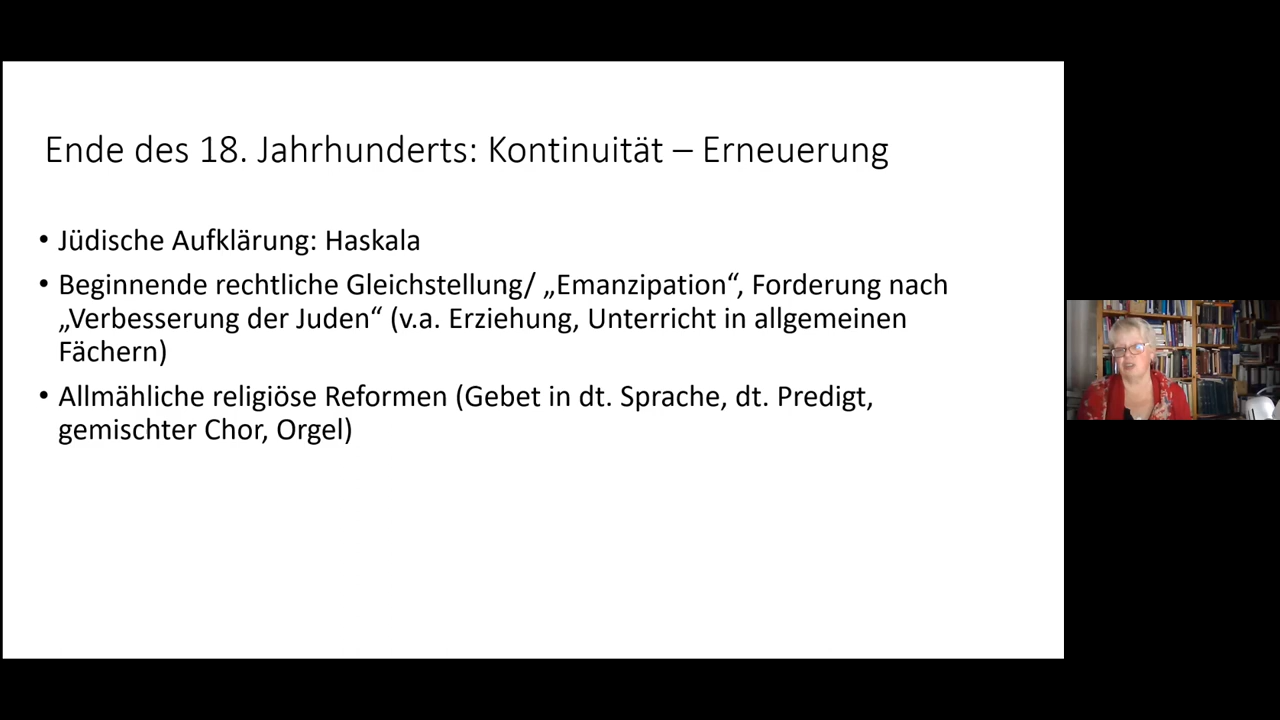 Ende des 18. Jahrhunderts: Kontinuität – Erneuerung
• Jüdische Aufklärung: Haskala
• Beginnende rechtliche Gleichstellung/ „Emanzipation“, Forderung nach
„Verbesserung der Juden“ (v.a. Erziehung, Unterricht in allgemeinen
Fächern)
• Allmähliche religiöse Reformen (Gebet in dt. Sprache, dt. Predigt,
gemischter Chor, Orgel)